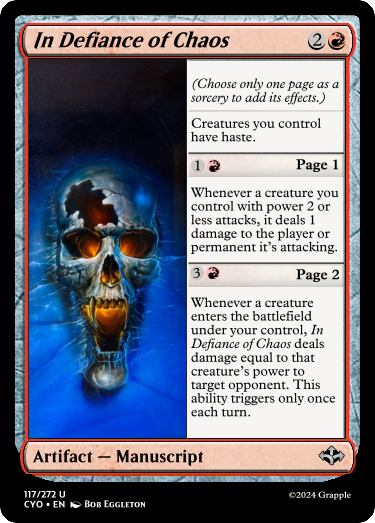 In Defiance of Chaos 2
(Choose only one page as a
sorcery to add its effects.)
Creatures you control
have haste.
1 Page 1
Whenever a creature you
control with power 2 or
less attacks, it deals 1
damage to the player or
permanent it's attacking.
3 Page 2
Whenever a creature
enters the battlefield
under your control, In
Defiance of Chaos deals
damage equal to that
creature's power to
target opponent. This
ability triggers only once
each turn.
Artifact — Manuscript
117/272 U
CYO • EN Bob Eggleton
©2024 Grapple